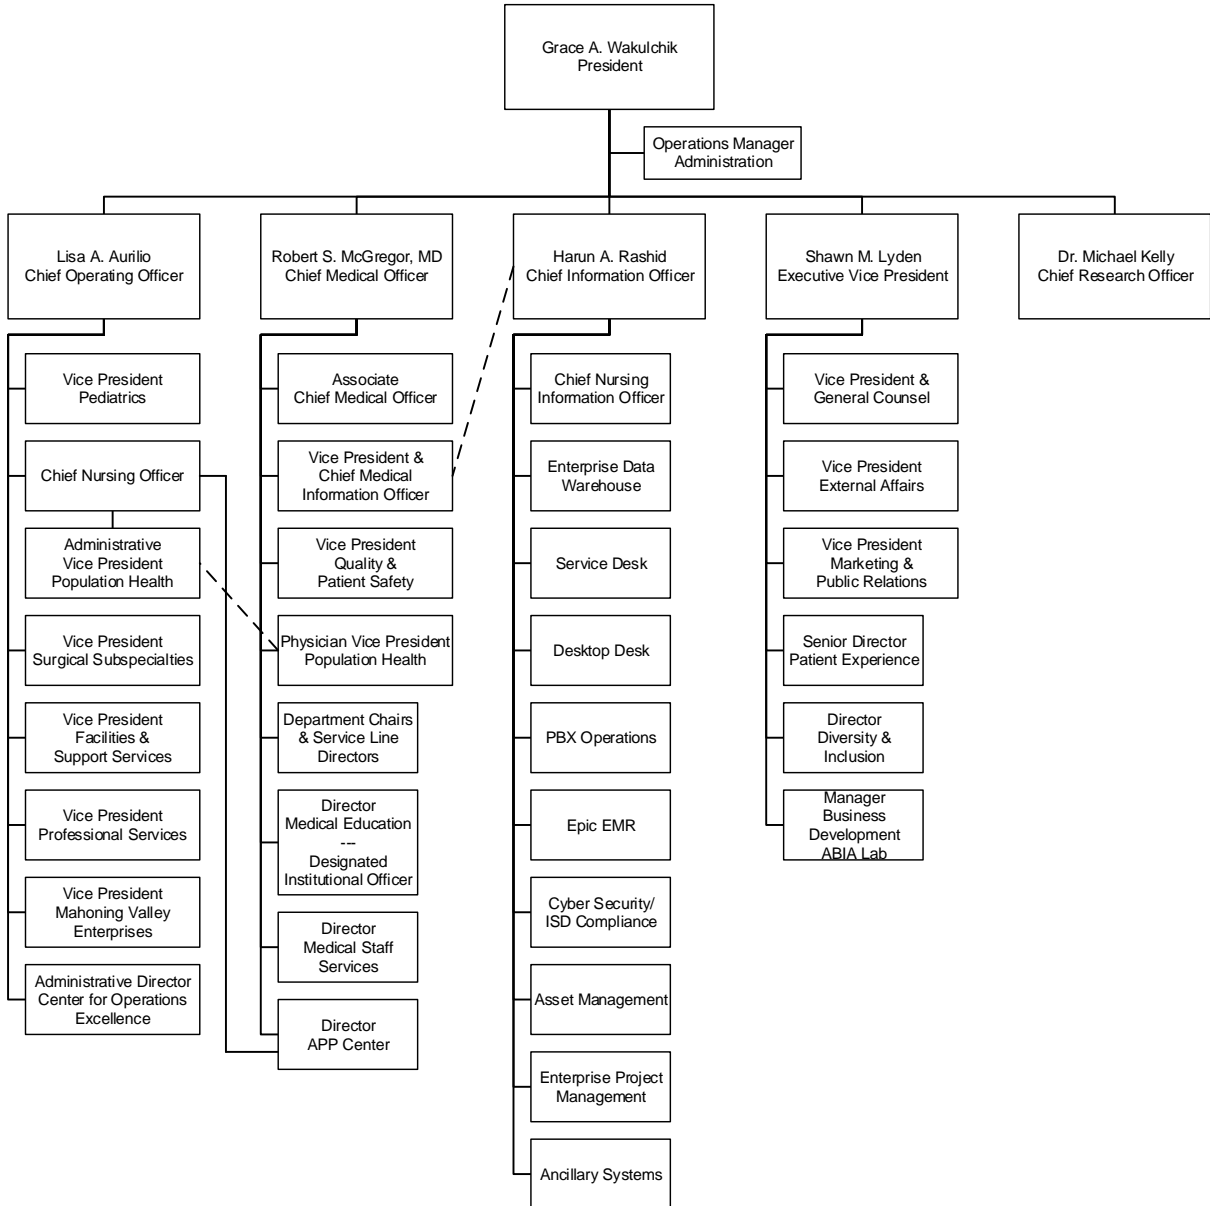 Grace A. Wakulchik
President
Operations Manager
Administration
Lisa A. Aurilio
Chief Operating Officer
Robert S. McGregor, MD
Chief Medical Officer
Harun A. Rashid
Chief Information Officer
Shawn M. Lyden
Executive Vice President
Dr. Michael Kelly
Chief Research Officer
Vice President
Pediatrics
Chief Nursing Officer
Administrative
Vice President
Population Health
Vice President
Surgical Subspecialties
Vice President
Facilities &
Support Services
Vice President
Professional Services
Vice President
Mahoning Valley
Enterprises
Administrative Director
Center for Operations
Excellence
Associate
Chief Medical Officer
Vice President &
Chief Medical
Information Officer
Vice President
Quality &
Patient Safety
Physician Vice President
Population Health
Department Chairs
& Service Line
Directors
Director
Medical Education
---
Designated
Institutional Officer
Director
Medical Staff
Services
Director
APP Center
Chief Nursing
Information Officer
Enterprise Data
Warehouse
Service Desk
Desktop Desk
PBX Operations
Epic EMR
Cyber Security/
ISD Compliance
Asset Management
Enterprise Project
Management
Ancillary Systems
Vice President &
General Counsel
Vice President
External Affairs
Vice President
Marketing &
Public Relations
Senior Director
Patient Experience
Director
Diversity &
Inclusion
Manager
Business
Development
ABIA Lab